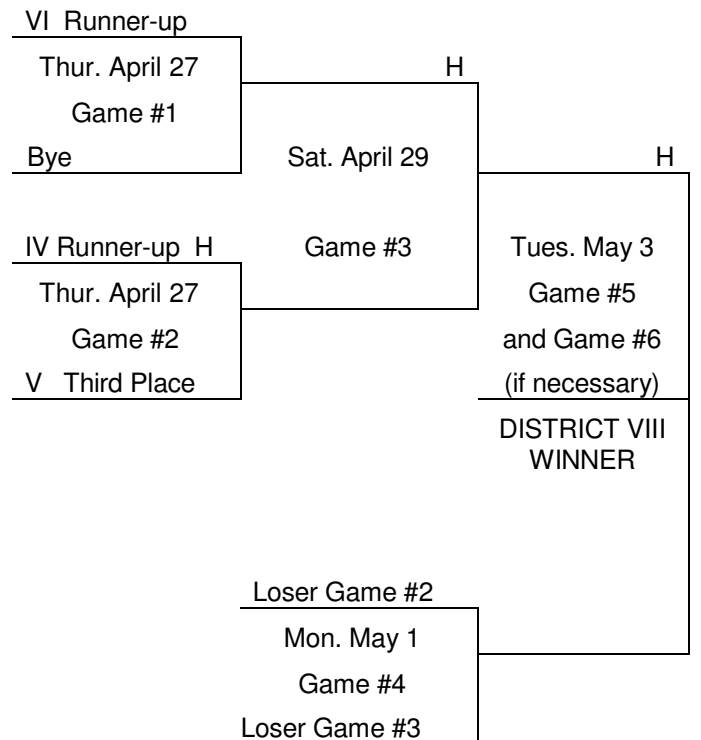 VI Runner-up
Thur. April 27
H
Game #1
Bye
Sat. April 29
H
IV Runner-up H
Game #3
Tues. May 3
Thur. April 27
Game #5
Game #2
and Game #6
V Third Place
(if necessary)
DISTRICT VIII
WINNER
Loser Game #2
Mon. May 1
Game #4
Loser Game #3